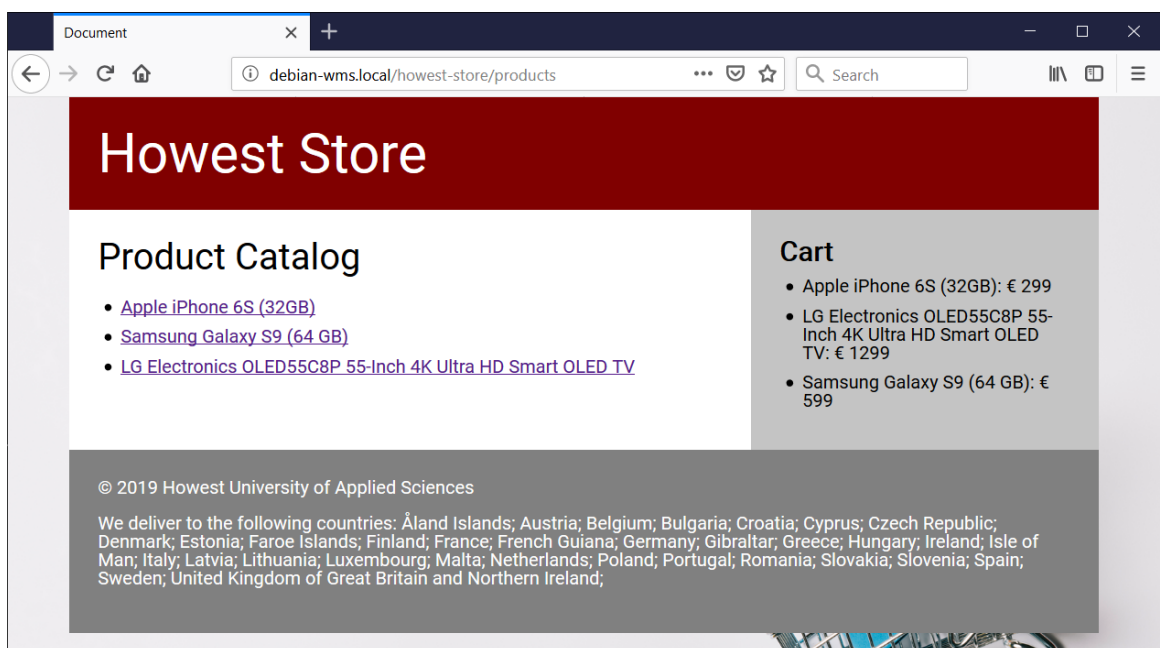 Document
debian-wms.local/howest-store/products
Search
Howest Store
Product Catalog
Apple iPhone 6S (32GB)
Samsung Galaxy S9 (64 GB)
LG Electronics OLED55C8P 55-Inch 4K Ultra HD Smart OLED TV
Cart
Apple iPhone 6S (32GB): € 299
LG Electronics OLED55C8P 55-
Inch 4K Ultra HD Smart OLED
TV: € 1299
Samsung Galaxy S9 (64 GB): €
599
© 2019 Howest University of Applied Sciences
We deliver to the following countries: Åland Islands; Austria; Belgium; Bulgaria; Croatia; Cyprus; Czech Republic;
Denmark; Estonia; Faroe Islands; Finland; France; French Guiana; Germany; Gibraltar; Greece; Hungary; Ireland; Isle of
Man; Italy; Latvia; Lithuania; Luxembourg; Malta; Netherlands; Poland; Portugal; Romania; Slovakia; Slovenia; Spain;
Sweden; United Kingdom of Great Britain and Northern Ireland;